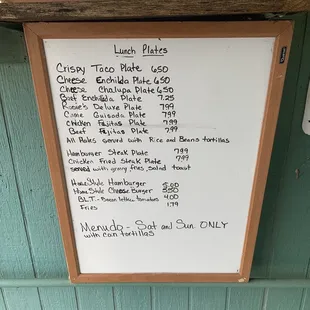 Lunch Plates
Crispy Taco Plate 6.50
Cheese Enchilda Plate 6.50
Cheese Chalupa Plate 6.50
Beef Enchilada Plate 7.25
Rosie's Deluxe Plate 7.99
Carne Guisada Plate 7.99
Chicken Fajitas Plate 7.99
Beef Fajitas Plate 7.99
All Plates served with Rice and Beans tortillas
Hamburger Steak Plate 7.99
Chicken Fried Steak Plate 7.99
served with gravy fries, salad toast
HomeStyle Hamburger 5.00
HomeStyle Cheese Burger 5.50
BLT - Bacon lettuc, tomatoes 4.00
Fries 1.79
Menudo - Sat and Sun ONLY
with corn tortillas